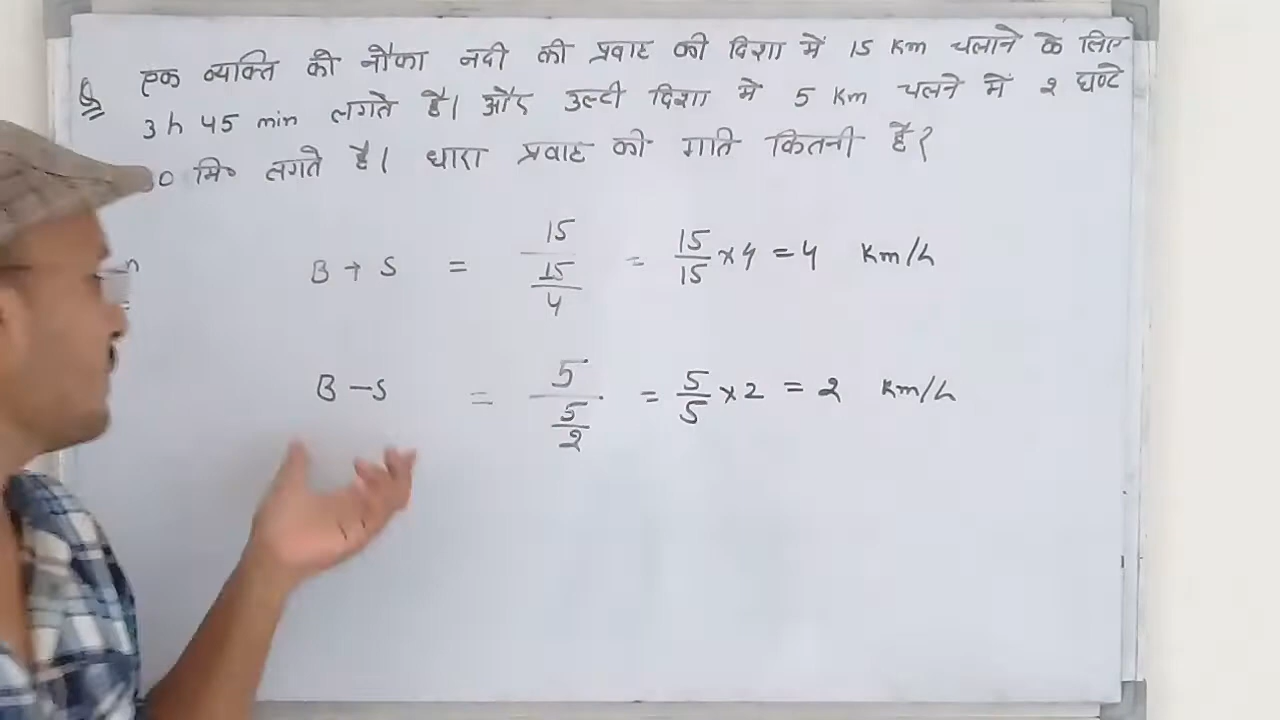 Q एक व्यक्ति को नौका नदी की प्रवाह की दिशा में 15 Km चलाने के लिए
3 h 45 min लगते है। और उल्टी दिशा मे 5 Km चलने में 2 घण्टे
0 मि० लगते है। धारा प्रवाह की गति कितनी है?
B + S = 15 / 15/4 = 15/15 × 4 = 4 Km/h
B - S = 5 / 5/2 = 5/5 × 2 = 2 Km/h